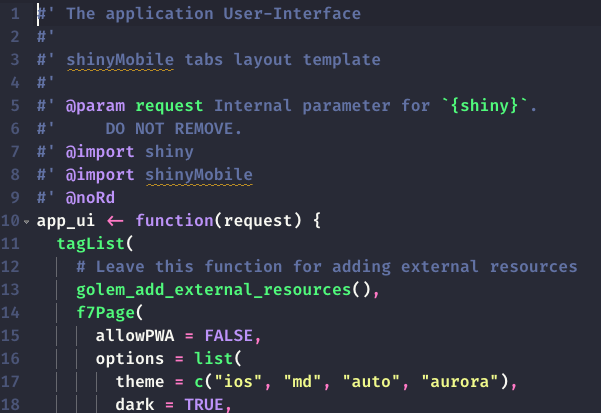 1 #' The application User-Interface
2 #'
3 #' shinyMobile tabs layout template
4 #'
5 #' @param request Internal parameter for `{shiny}`.
6 #'     DO NOT REMOVE.
7 #' @import shiny
8 #' @import shinyMobile
9 #' @noRd
10 app_ui <- function(request) {
11   tagList(
12     # Leave this function for adding external resources
13     golem_add_external_resources(),
14     f7Page(
15       allowPWA = FALSE,
16       options = list(
17         theme = c("ios", "md", "auto", "aurora"),
18         dark = TRUE,